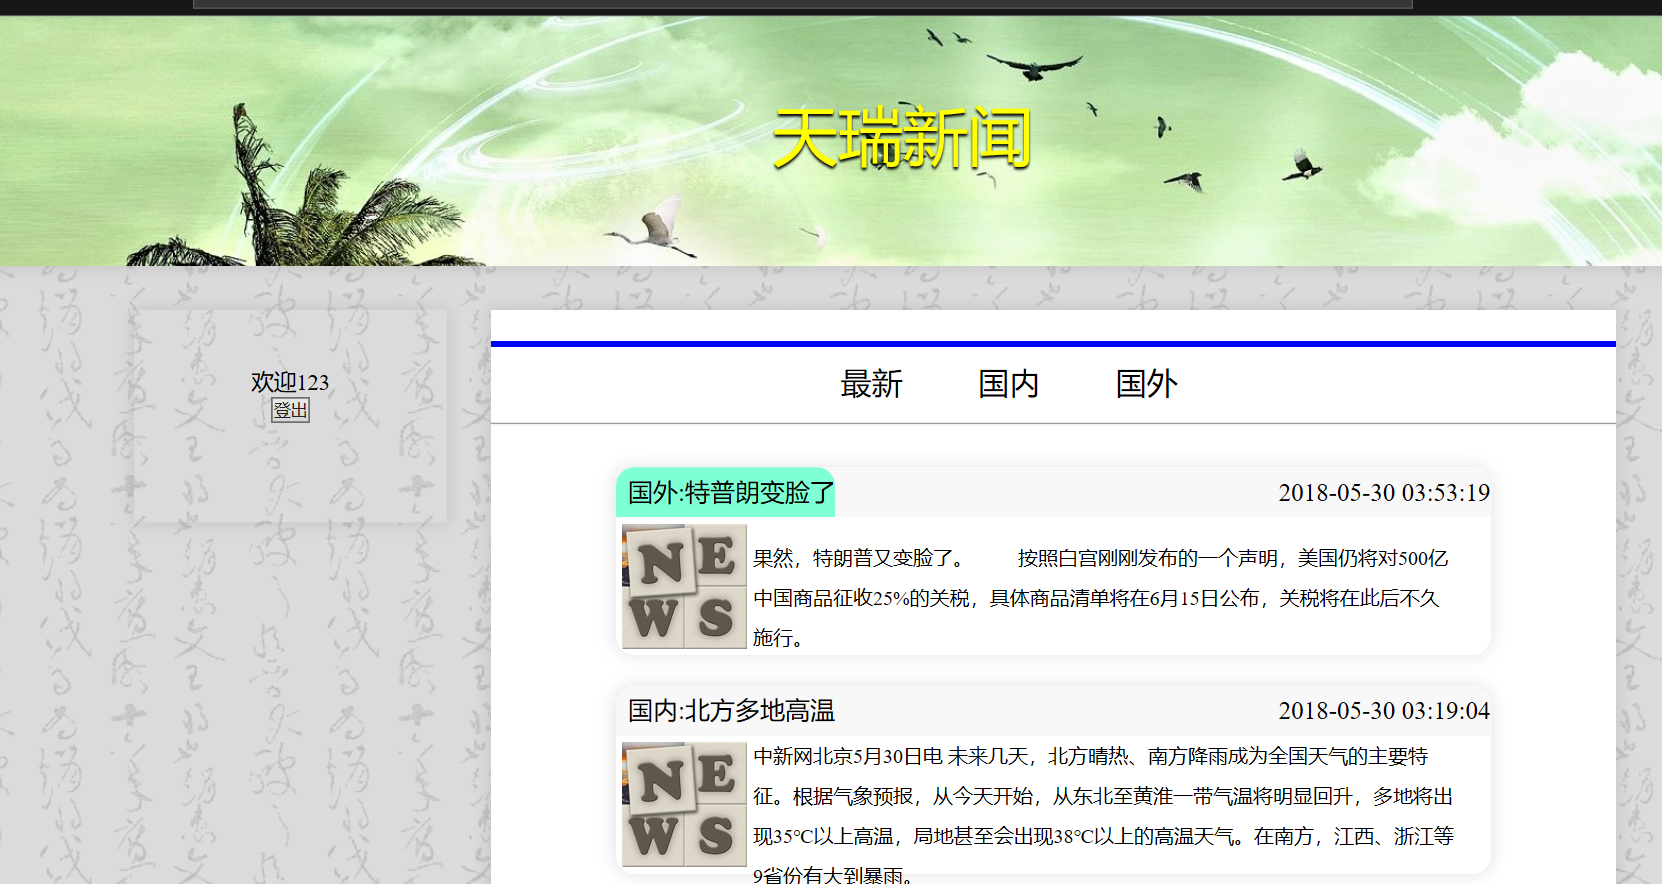 天瑞新闻
欢迎123
登出
最新 国内 国外
国外:特普朗变脸了 2018-05-30 03:53:19
NEWS
果然，特朗普又变脸了。 按照白宫刚刚发布的一个声明，美国仍将对500亿
中国商品征收25%的关税，具体商品清单将在6月15日公布，关税将在此后不久
施行。
国内:北方多地高温 2018-05-30 03:19:04
NEWS
中新网北京5月30日电 未来几天，北方晴热、南方降雨成为全国天气的主要特
征。根据气象预报，从今天开始，从东北至黄淮一带气温将明显回升，多地将出
现35℃以上高温，局地甚至会出现38℃以上的高温天气。在南方，江西、浙江等
9省份有大到暴雨。